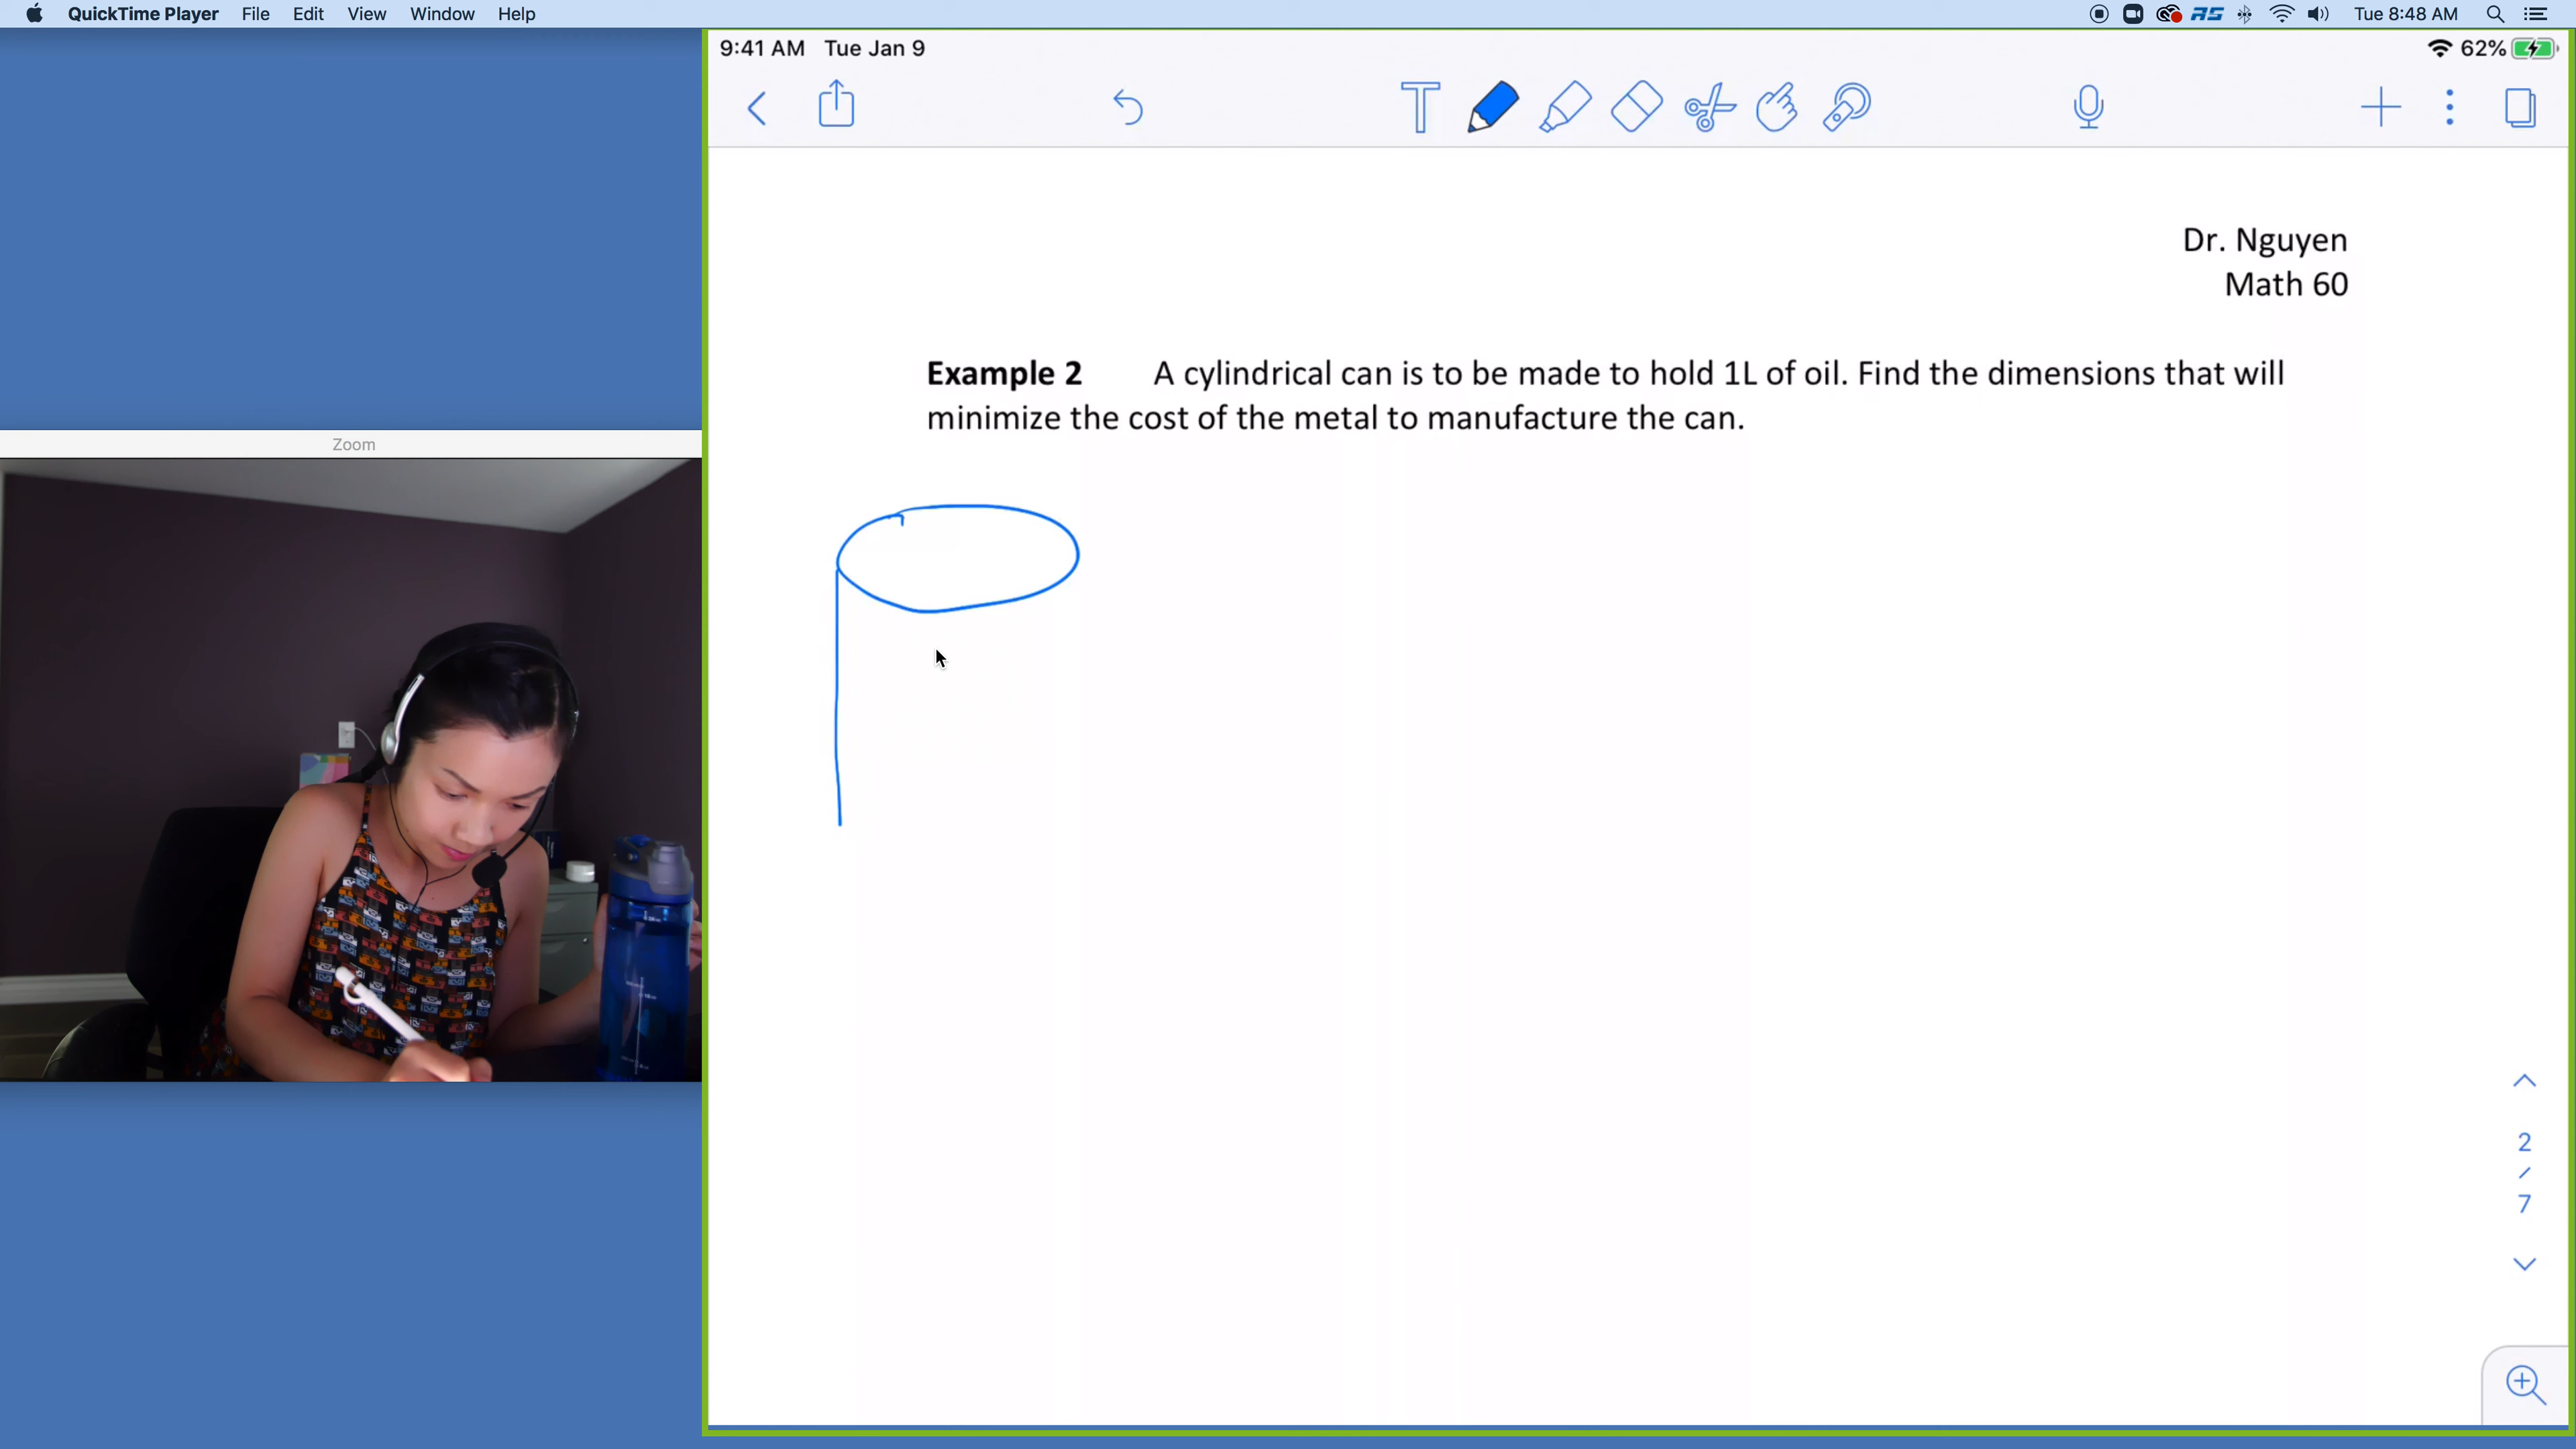 QuickTime Player File Edit View Window Help Tue 8:48 AM
9:41 AM Tue Jan 9 62%
Dr. Nguyen
Math 60
Example 2 A cylindrical can is to be made to hold 1L of oil. Find the dimensions that will
minimize the cost of the metal to manufacture the can.
Zoom
2
/
7